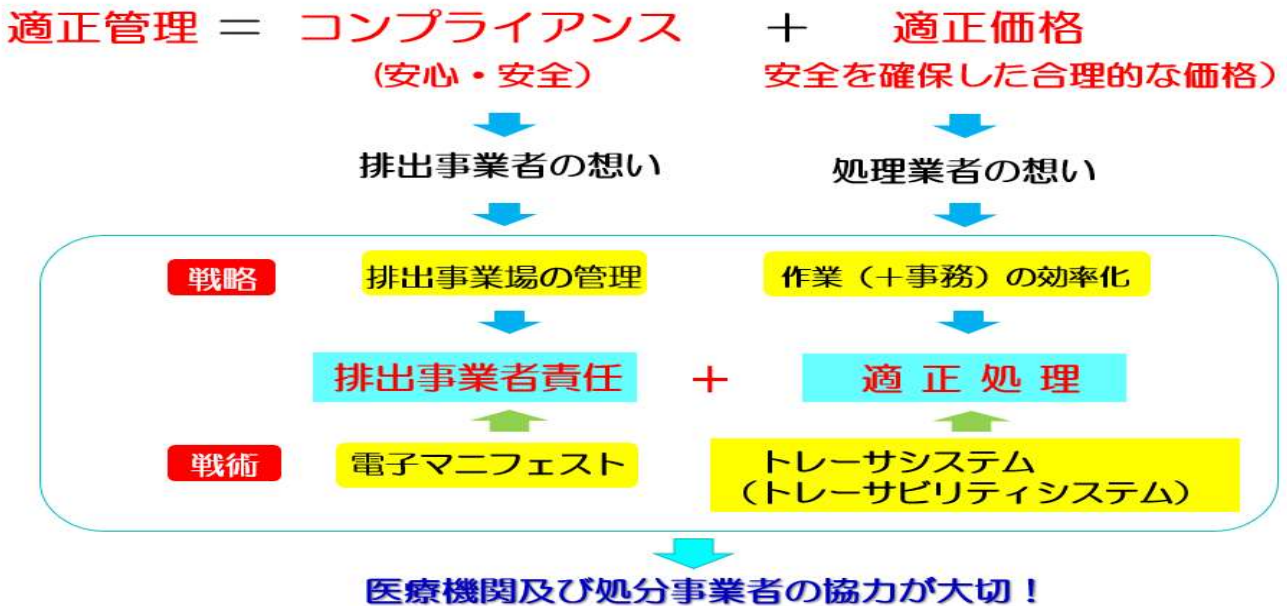 適正管理 = コンプライアンス + 適正価格
(安心・安全) 安全を確保した合理的な価格)
排出事業者の想い 処理業者の想い
戦略 排出事業場の管理 作業(+事務)の効率化
排出事業者責任 + 適正処理
戦術 電子マニフェスト トレーサシステム
(トレーサビリティシステム)
医療機関及び処分事業者の協力が大切!